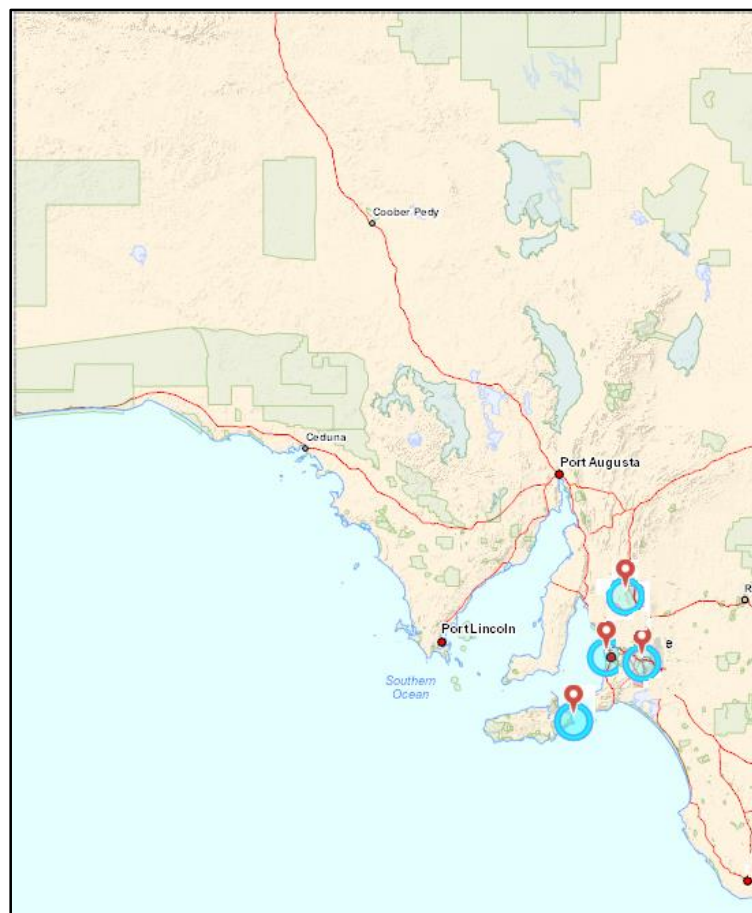 Coober Pedy
Ceduna
Port Augusta
Port Lincoln
Southern
Ocean